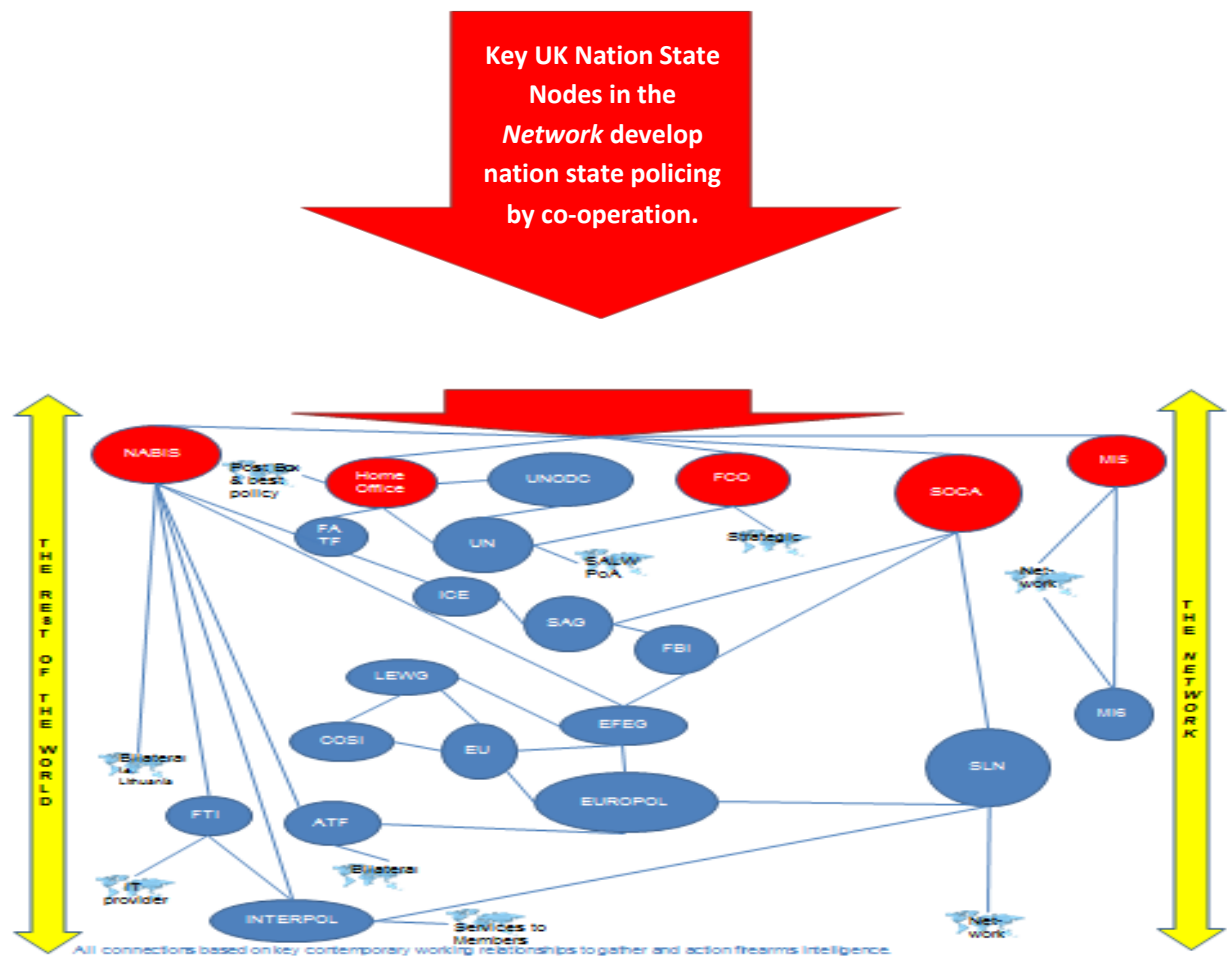 Key UK Nation State
Nodes in the
Network develop
nation state policing
by co-operation.
NABIS
Post Box
& best
policy
Home
Office
UNODC
FCO
SOCA
MI5
FA
TF
UN
SALW
PoA
Strategic
Net-
work
ICE
SAG
FBI
LEWG
EFEG
COSI
EU
MI6
SLN
Bilateral
Lithuania
EUROPOL
FTI
ATF
Bilateral
IT
provider
INTERPOL
Services to
Members
Net-
work
THE REST OF THE WORLD
THE NETWORK
All connections based on key contemporary working relationships to gather and action firearms intelligence.